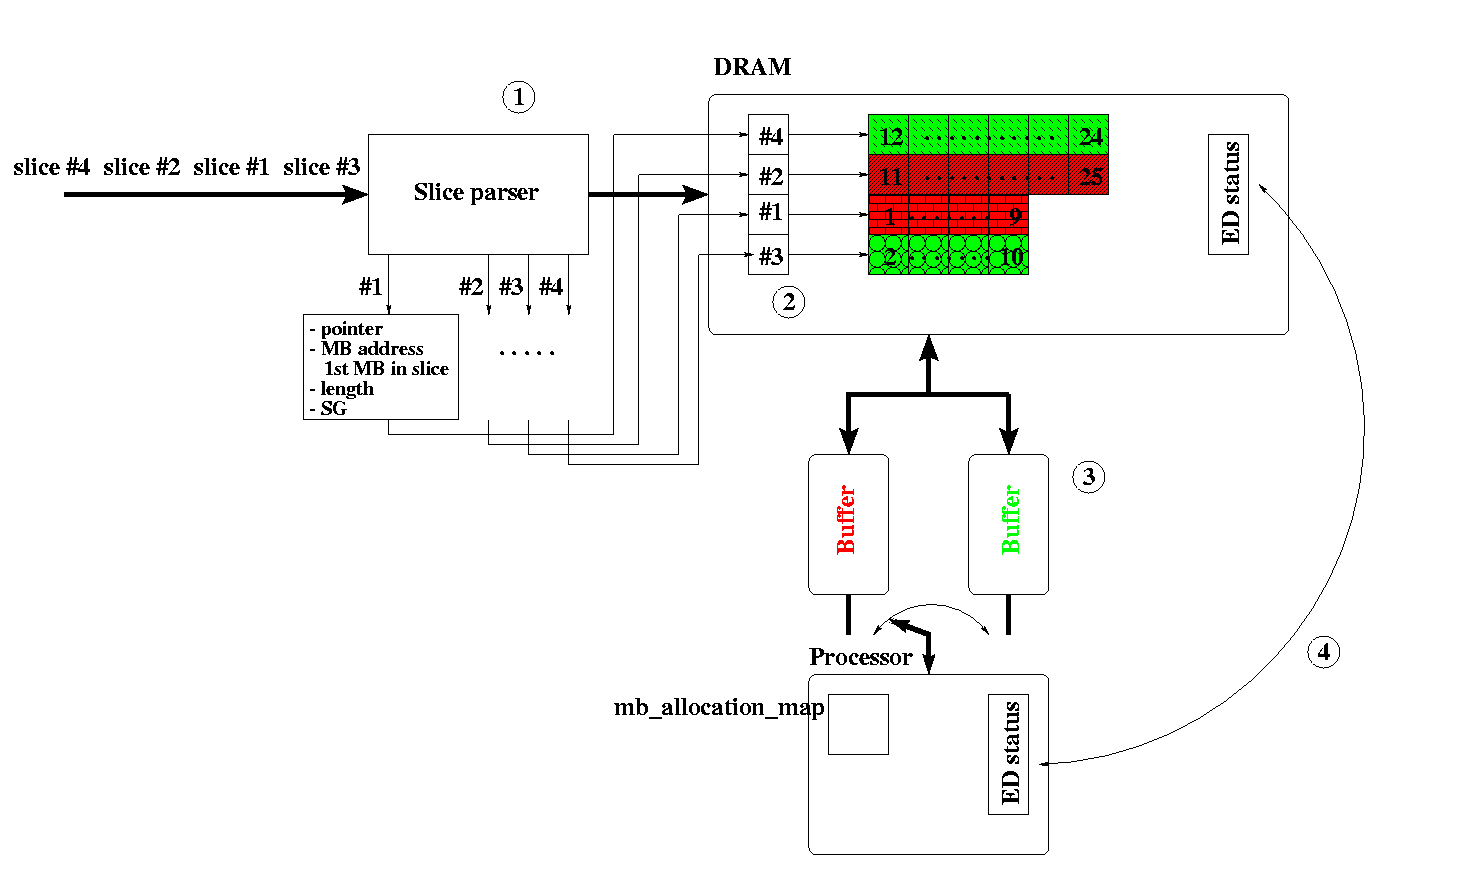 DRAM
1
slice #4 slice #2 slice #1 slice #3
Slice parser
#4
#2
#1
#3
12 24
11 25
1 9
2 10
ED status
2
#1
#2
#3
#4
- pointer
- MB address
1st MB in slice
- length
- SG
.....
Buffer
Buffer
3
4
Processor
mb_allocation_map
ED status